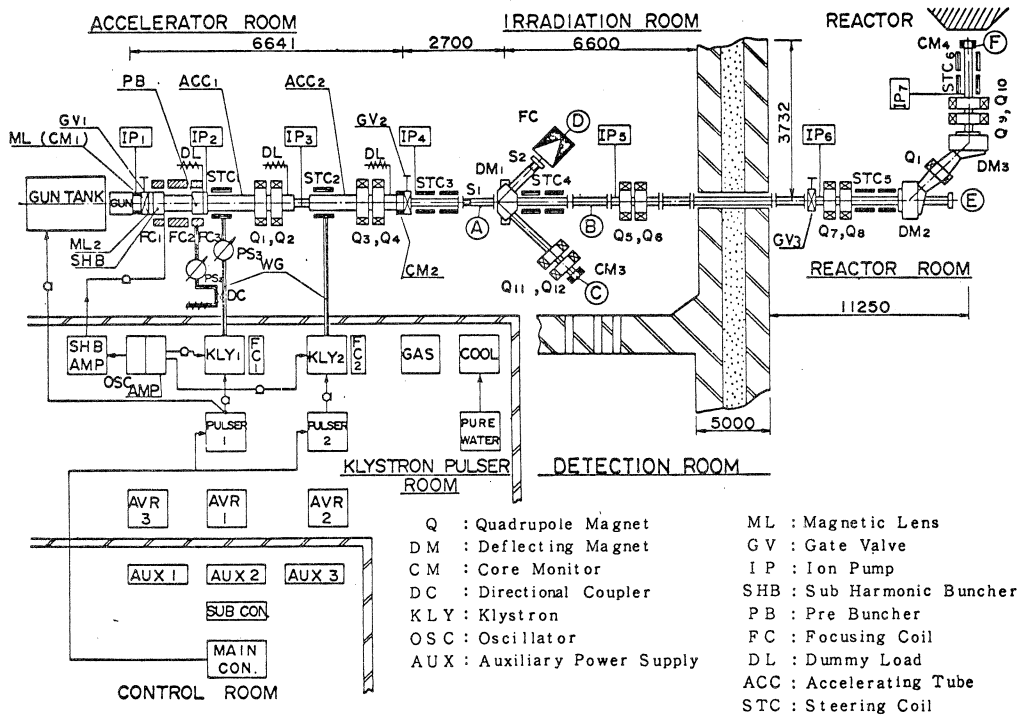 ACCELERATOR ROOM
IRRADIATION ROOM
REACTOR
6641
2700
6600
CM4
F
PB
ACC1
ACC2
STC6
GV1
GV2
FC
D
3732
IP7
ML (CM1)
IP1
IP2
IP3
IP4
IP5
IP6
Q9, Q10
DL
DL
DL
S2
DM1
Q1
DM3
STC
STC2
STC3
S1
STC4
STC5
GUN TANK
GUN
A
B
E
DM2
ML2
FC1
FC2
FC3
Q1, Q2
Q3, Q4
Q5, Q6
GV3
Q7, Q8
SHB
PS3
PS2
WG
CM2
CM3
DC
Q11, Q12
C
REACTOR ROOM
11250
SHB AMP
OSC
AMP
KLY1
FC1
KLY2
FC2
GAS
COOL
PULSER 1
PULSER 2
PURE WATER
5000
KLYSTRON PULSER ROOM
DETECTION ROOM
AVR 3
AVR 1
AVR 2
AUX 1
AUX 2
AUX 3
SUB CON.
MAIN CON.
CONTROL ROOM
Q : Quadrupole Magnet
DM : Deflecting Magnet
CM : Core Monitor
DC : Directional Coupler
KLY : Klystron
OSC : Oscillator
AUX : Auxiliary Power Supply
ML : Magnetic Lens
GV : Gate Valve
IP : Ion Pump
SHB : Sub Harmonic Buncher
PB : Pre Buncher
FC : Focusing Coil
DL : Dummy Load
ACC : Accelerating Tube
STC : Steering Coil